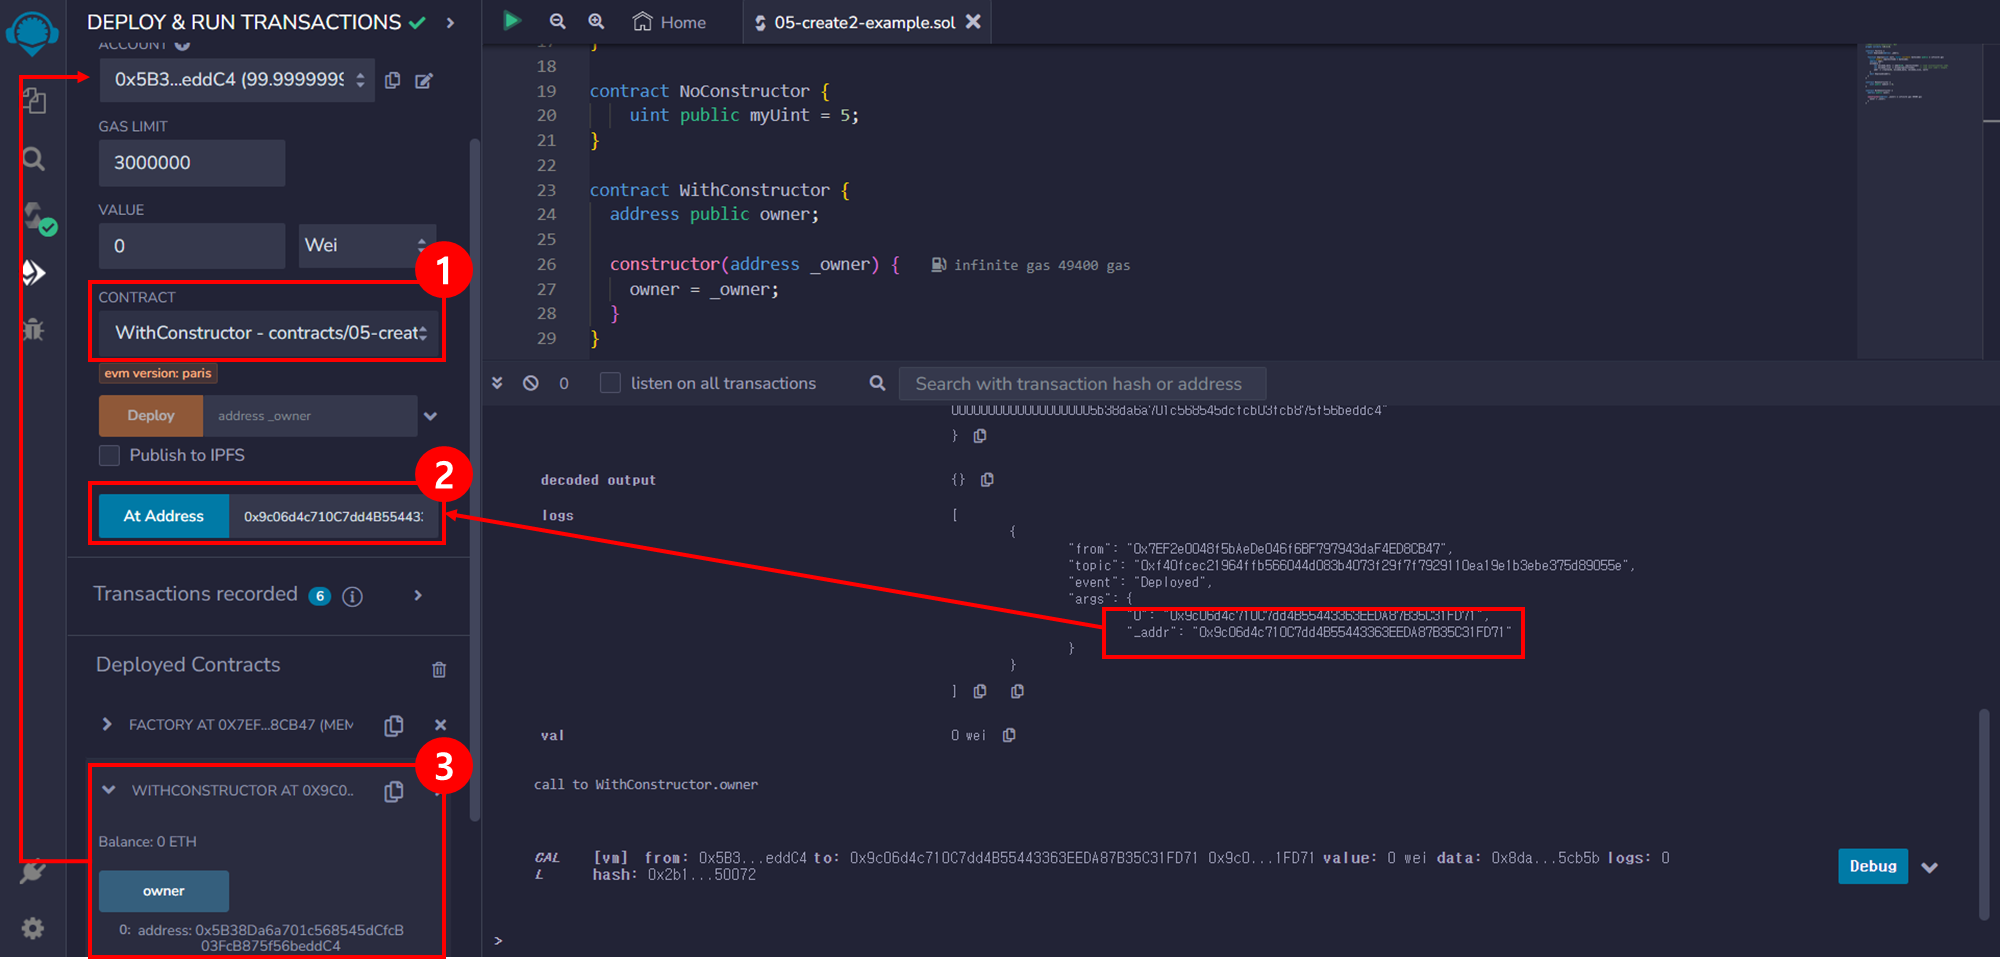 DEPLOY & RUN TRANSACTIONS
ACCOUNT
0x5B3...eddC4 (99.9999999
GAS LIMIT
3000000
VALUE
0
Wei
1
CONTRACT
WithConstructor - contracts/05-creat
evm version: paris
Deploy
address _owner
Publish to IPFS
2
At Address
0x9c06d4c710C7dd4B55443:
Transactions recorded 6 i
Deployed Contracts
FACTORY AT 0X7EF...8CB47 (MEM
3
WITHCONSTRUCTOR AT 0X9C0..
Balance: 0 ETH
owner
0: address: 0x5B38Da6a701c568545dCfcB
03FcB875f56beddC4
Home
05-create2-example.sol
17 }
18
19 contract NoConstructor {
20 uint public myUint = 5;
21 }
22
23 contract WithConstructor {
24 address public owner;
25
26 constructor(address _owner) { infinite gas 49400 gas
27 owner = _owner;
28 }
29 }
0
listen on all transactions
Search with transaction hash or address
}
decoded output {}
logs [
{
"from": "0x7EF2e0048f5bAeDe046f6BF797943daF4ED8CB47",
"topic": "0xf40fcec21964ffb566044d083b4073f29f7f7929110ea19e1b3ebe375d89055e",
"event": "Deployed",
"args": {
"0": "0x9c06d4c710C7dd4B55443363EEDA87B35C31FD71",
"_addr": "0x9c06d4c710C7dd4B55443363EEDA87B35C31FD71"
}
}
]
val 0 wei
call to WithConstructor.owner
CAL
L
[vm] from: 0x5B3...eddC4 to: 0x9c06d4c710C7dd4B55443363EEDA87B35C31FD71 0x9c0...1FD71 value: 0 wei data: 0x8da...5cb5b logs: 0
hash: 0x2b1...50072
Debug
>